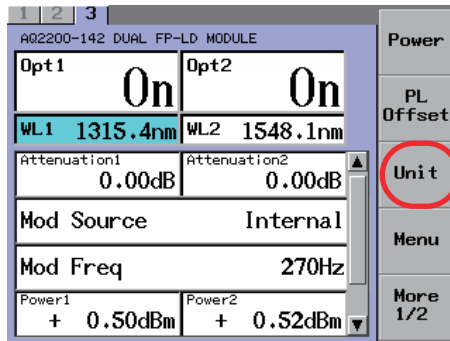 1 2 3
AQ2200-142 DUAL FP-LD MODULE
Opt1 On Opt2 On
WL1 1315.4nm WL2 1548.1nm
Attenuation1 Attenuation2
0.00dB 0.00dB
Mod Source Internal
Mod Freq 270Hz
Power1 Power2
+ 0.50dBm + 0.52dBm
Power
PL
Offset
Unit
Menu
More
1/2